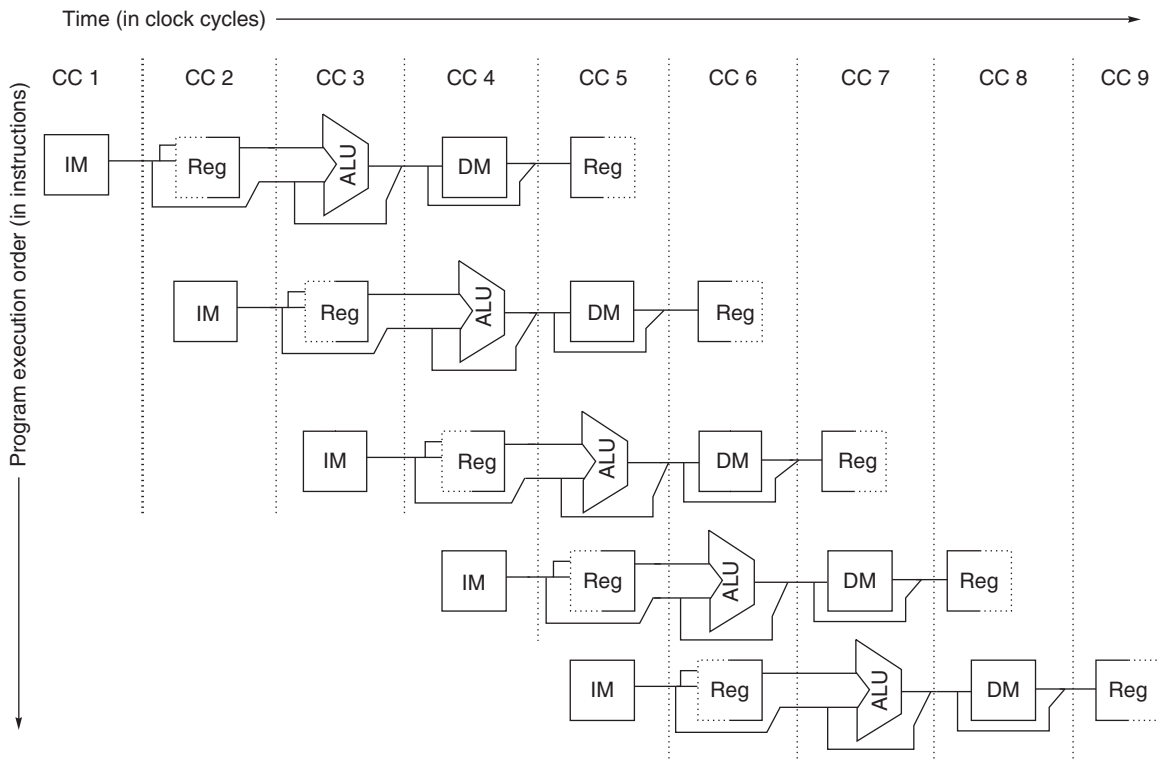 Time (in clock cycles)
CC 1 CC 2 CC 3 CC 4 CC 5 CC 6 CC 7 CC 8 CC 9
Program execution order (in instructions)
IM Reg ALU DM Reg
IM Reg ALU DM Reg
IM Reg ALU DM Reg
IM Reg ALU DM Reg
IM Reg ALU DM Reg